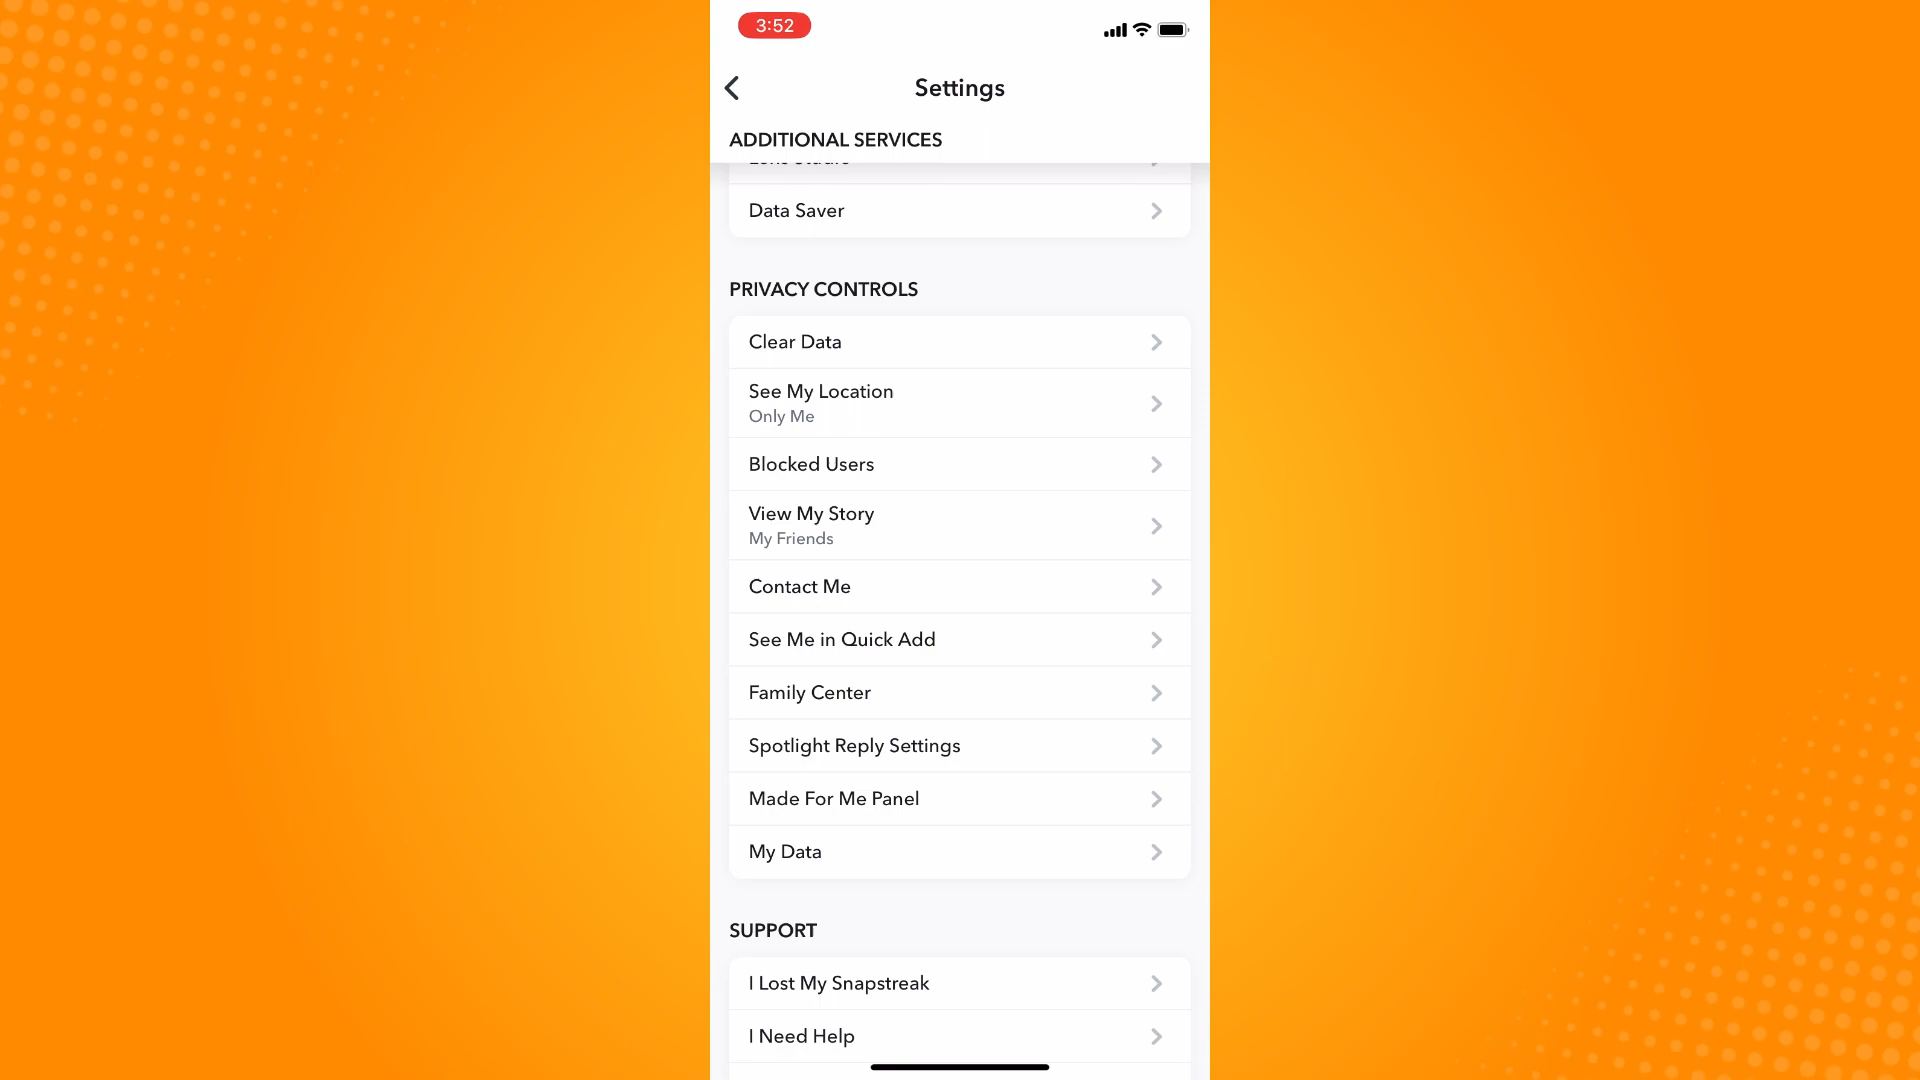 3:52
Settings
ADDITIONAL SERVICES
Data Saver
PRIVACY CONTROLS
Clear Data
See My Location
Only Me
Blocked Users
View My Story
My Friends
Contact Me
See Me in Quick Add
Family Center
Spotlight Reply Settings
Made For Me Panel
My Data
SUPPORT
I Lost My Snapstreak
I Need Help